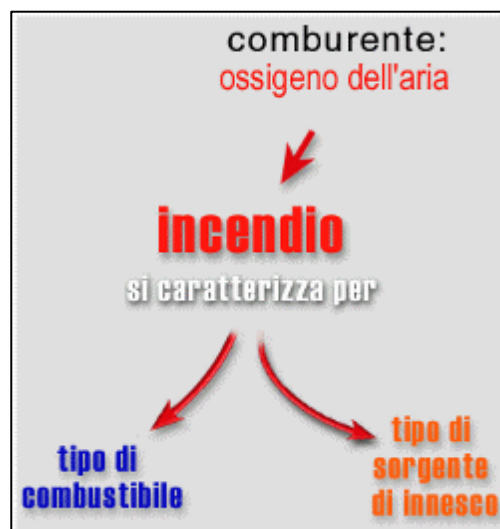 comburente:
ossigeno dell'aria
incendio
si caratterizza per
tipo di
combustibile
tipo di
sorgente
di innesco